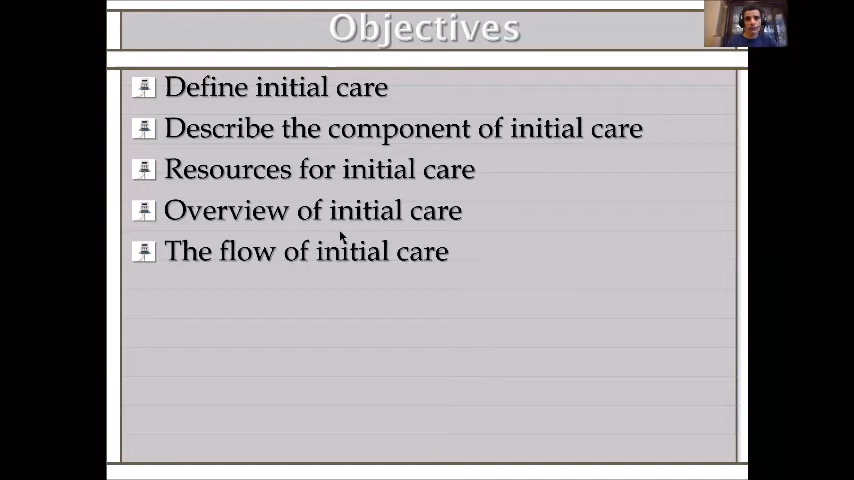 Objectives
Define initial care
Describe the component of initial care
Resources for initial care
Overview of initial care
The flow of initial care